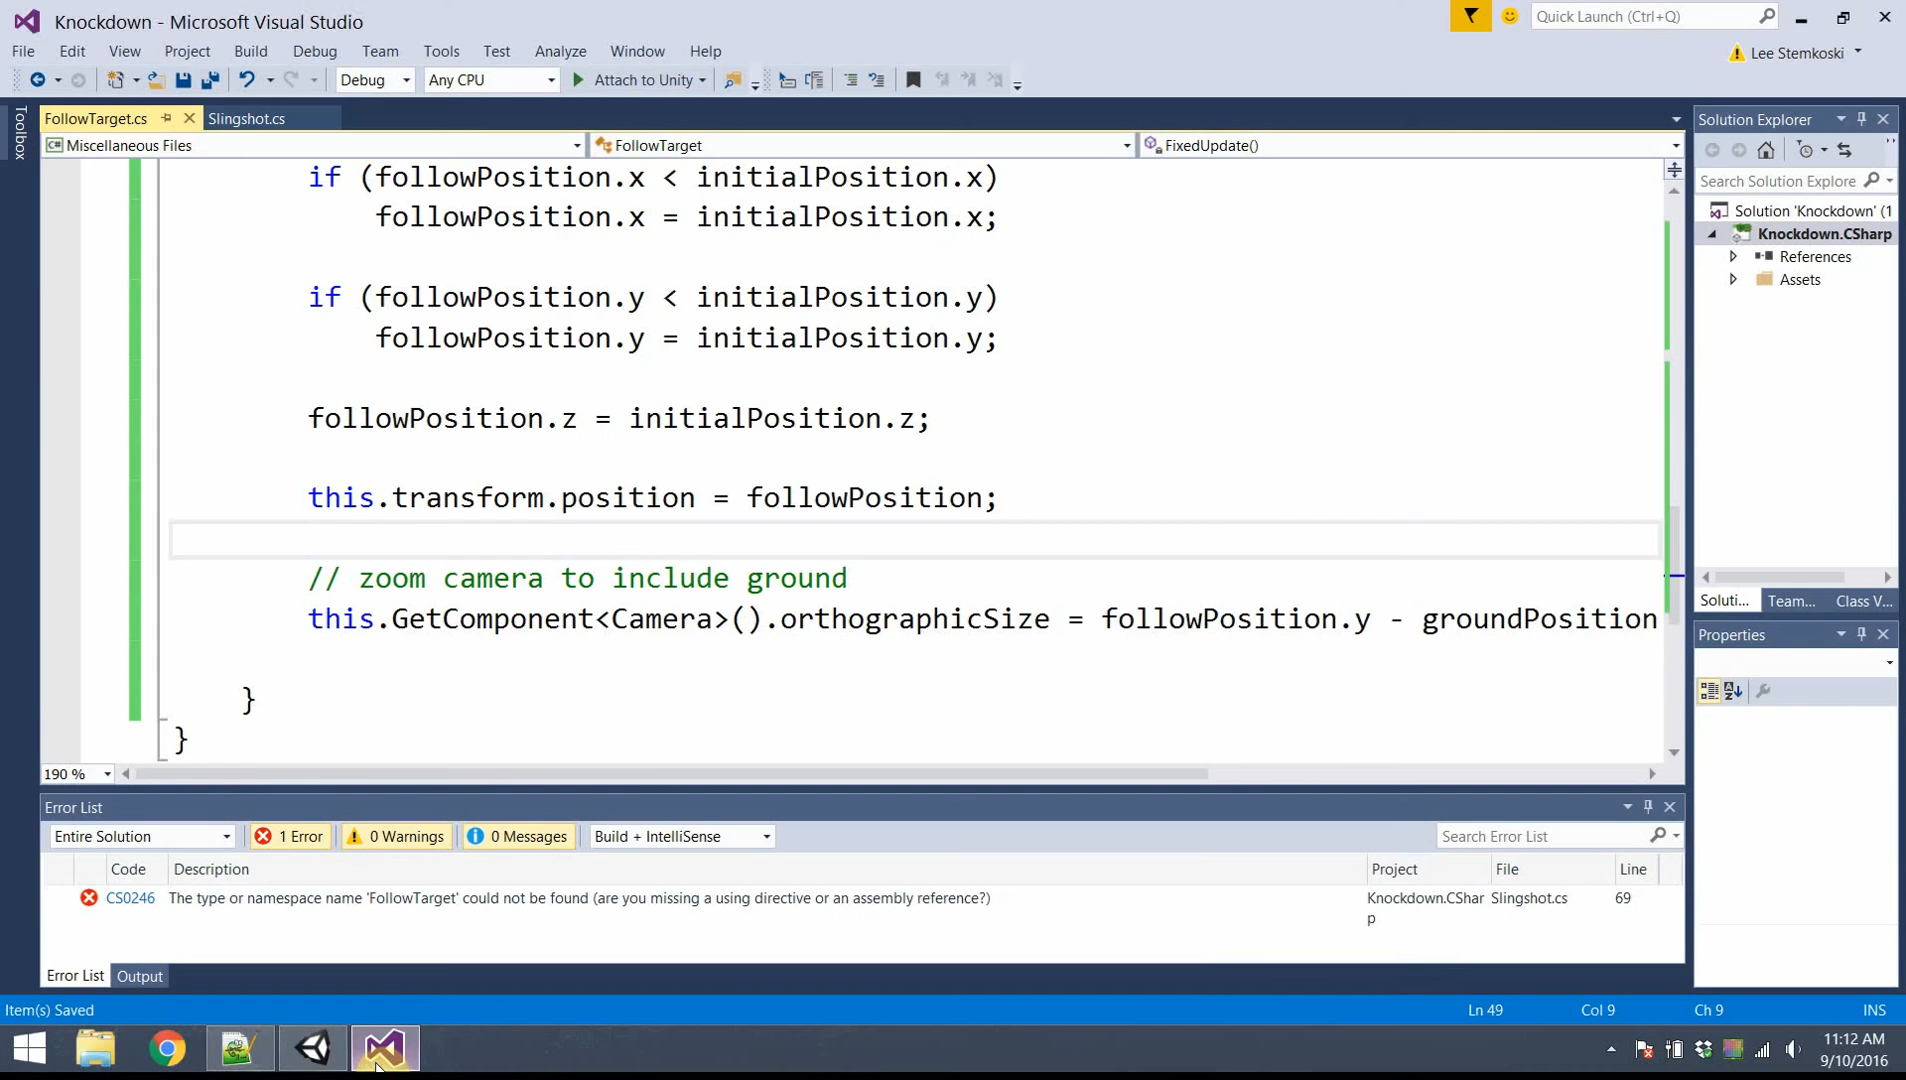 Knockdown - Microsoft Visual Studio
Quick Launch (Ctrl+Q)
File Edit View Project Build Debug Team Tools Test Analyze Window Help
Lee Stemkoski
Debug Any CPU Attach to Unity
Toolbox
FollowTarget.cs Slingshot.cs
Miscellaneous Files FollowTarget FixedUpdate()
if (followPosition.x < initialPosition.x)
followPosition.x = initialPosition.x;
if (followPosition.y < initialPosition.y)
followPosition.y = initialPosition.y;
followPosition.z = initialPosition.z;
this.transform.position = followPosition;
// zoom camera to include ground
this.GetComponent<Camera>().orthographicSize = followPosition.y - groundPosition
}
}
190 %
Solution Explorer
Search Solution Explore
Solution 'Knockdown' (1
Knockdown.CSharp
References
Assets
Soluti... Team... Class V...
Properties
Error List
Entire Solution 1 Error 0 Warnings 0 Messages Build + IntelliSense Search Error List
Code Description Project File Line
CS0246 The type or namespace name 'FollowTarget' could not be found (are you missing a using directive or an assembly reference?) Knockdown.CShar Slingshot.cs 69
p
Error List Output
Item(s) Saved Ln 49 Col 9 Ch 9 INS
11:12 AM
9/10/2016